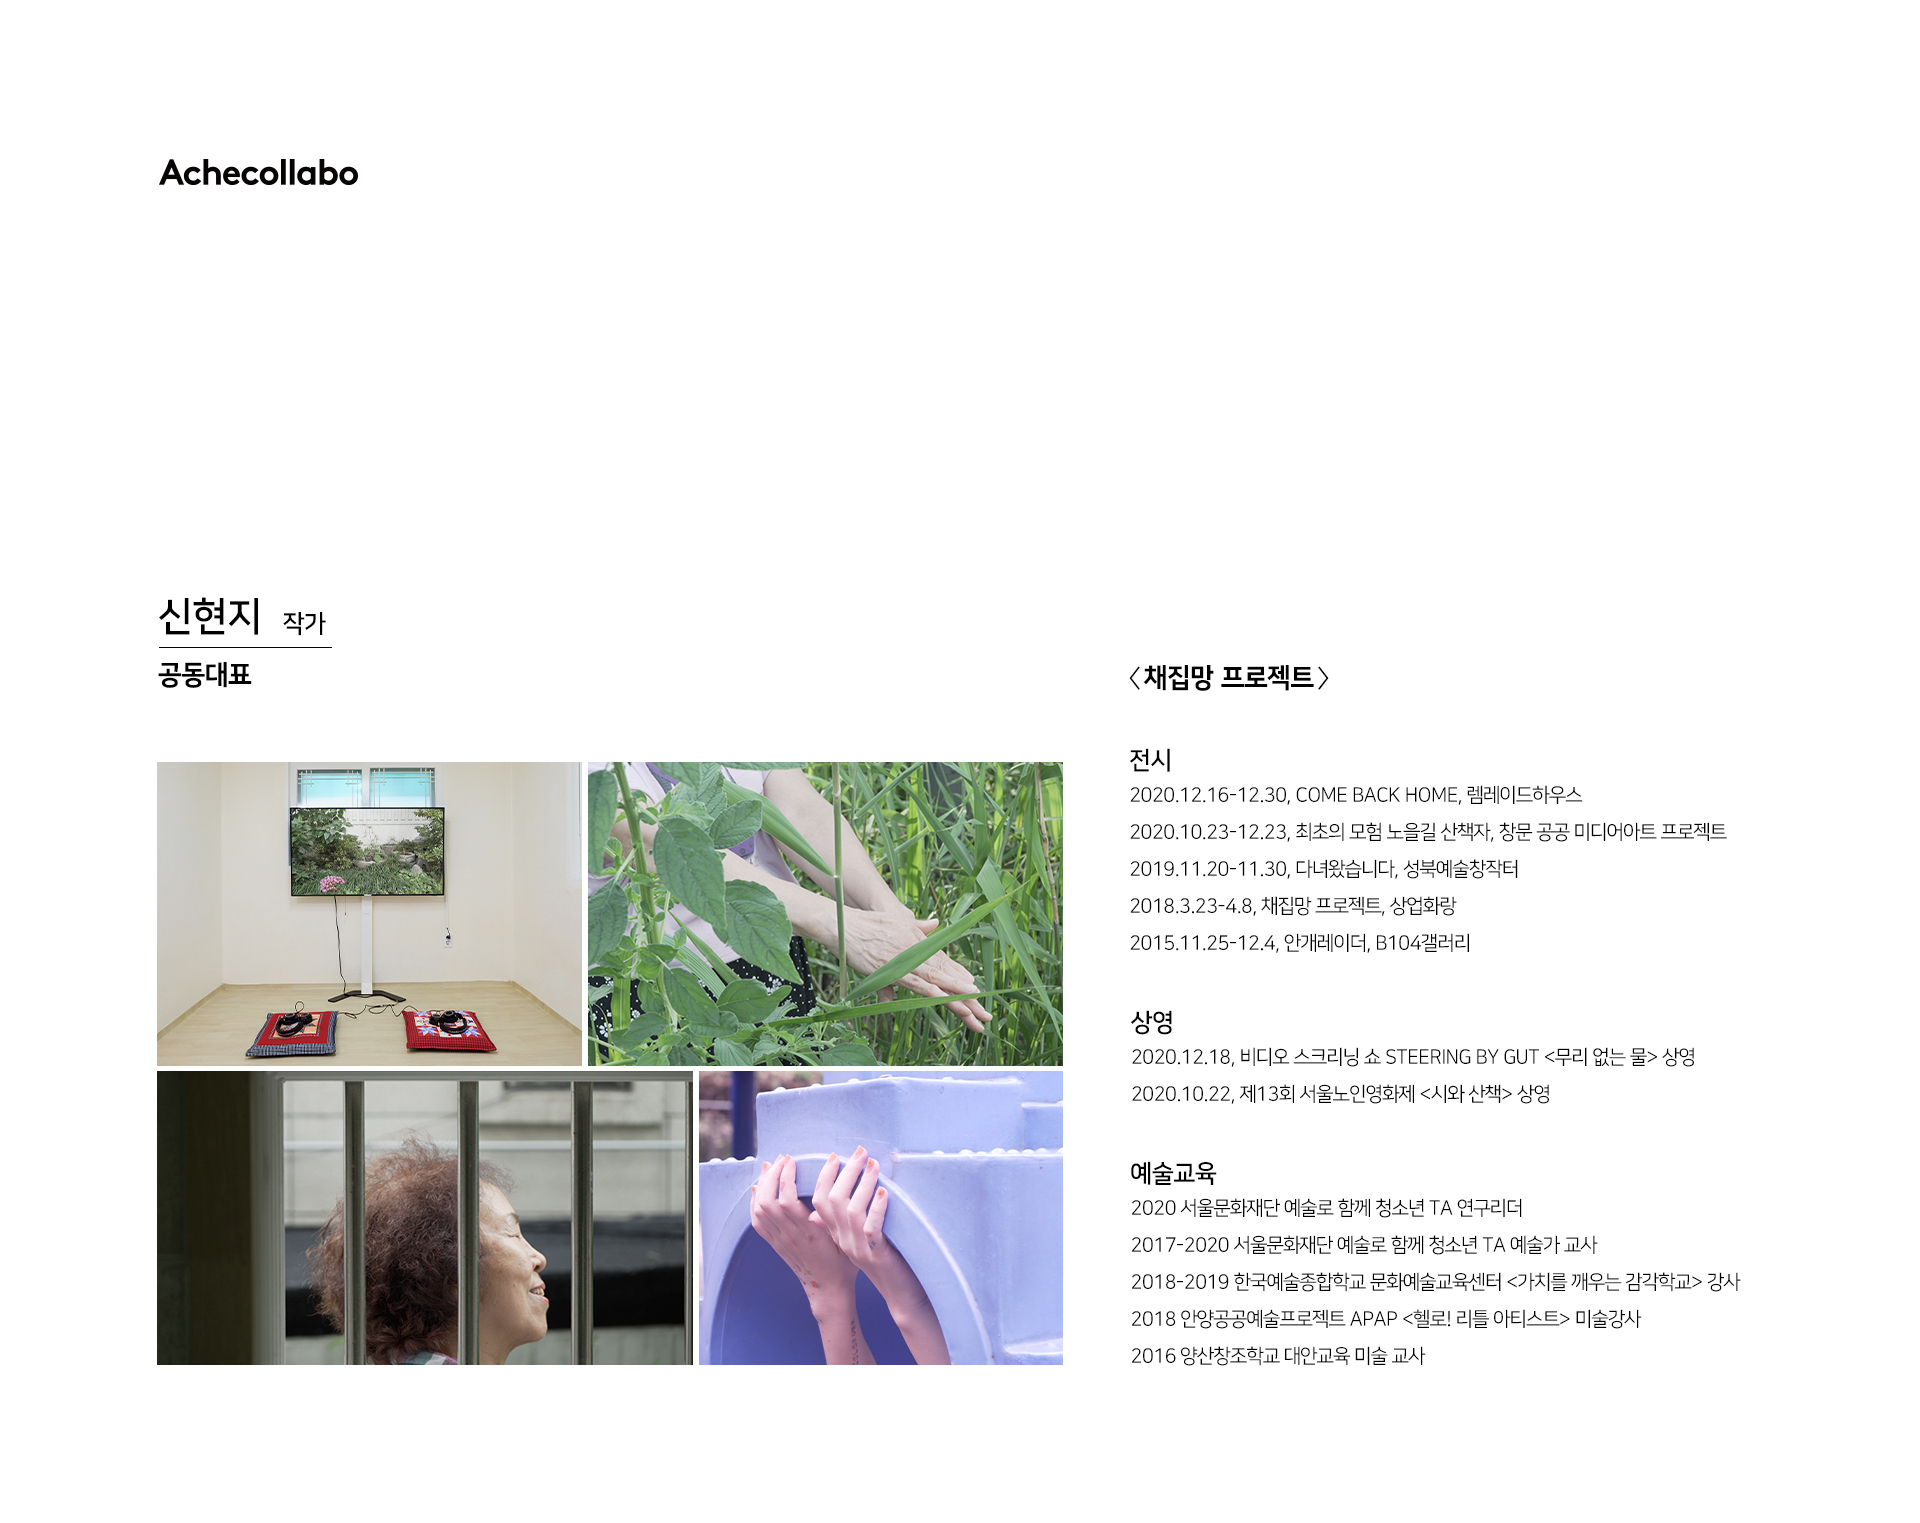 Achecollabo
신현지 작가
공동대표
〈채집망 프로젝트〉
전시
2020.12.16-12.30, COME BACK HOME, 렘레이드하우스
2020.10.23-12.23, 최초의 모험 노을길 산책자, 창문 공공 미디어아트 프로젝트
2019.11.20-11.30, 다녀왔습니다, 성북예술창작터
2018.3.23-4.8, 채집망 프로젝트, 상업화랑
2015.11.25-12.4, 안개레이더, B104갤러리
상영
2020.12.18, 비디오 스크리닝 쇼 STEERING BY GUT <무리 없는 물> 상영
2020.10.22, 제13회 서울노인영화제 <시와 산책> 상영
예술교육
2020 서울문화재단 예술로 함께 청소년 TA 연구리더
2017-2020 서울문화재단 예술로 함께 청소년 TA 예술가 교사
2018-2019 한국예술종합학교 문화예술교육센터 <가치를 깨우는 감각학교> 강사
2018 안양공공예술프로젝트 APAP <헬로! 리틀 아티스트> 미술강사
2016 양산창조학교 대안교육 미술 교사